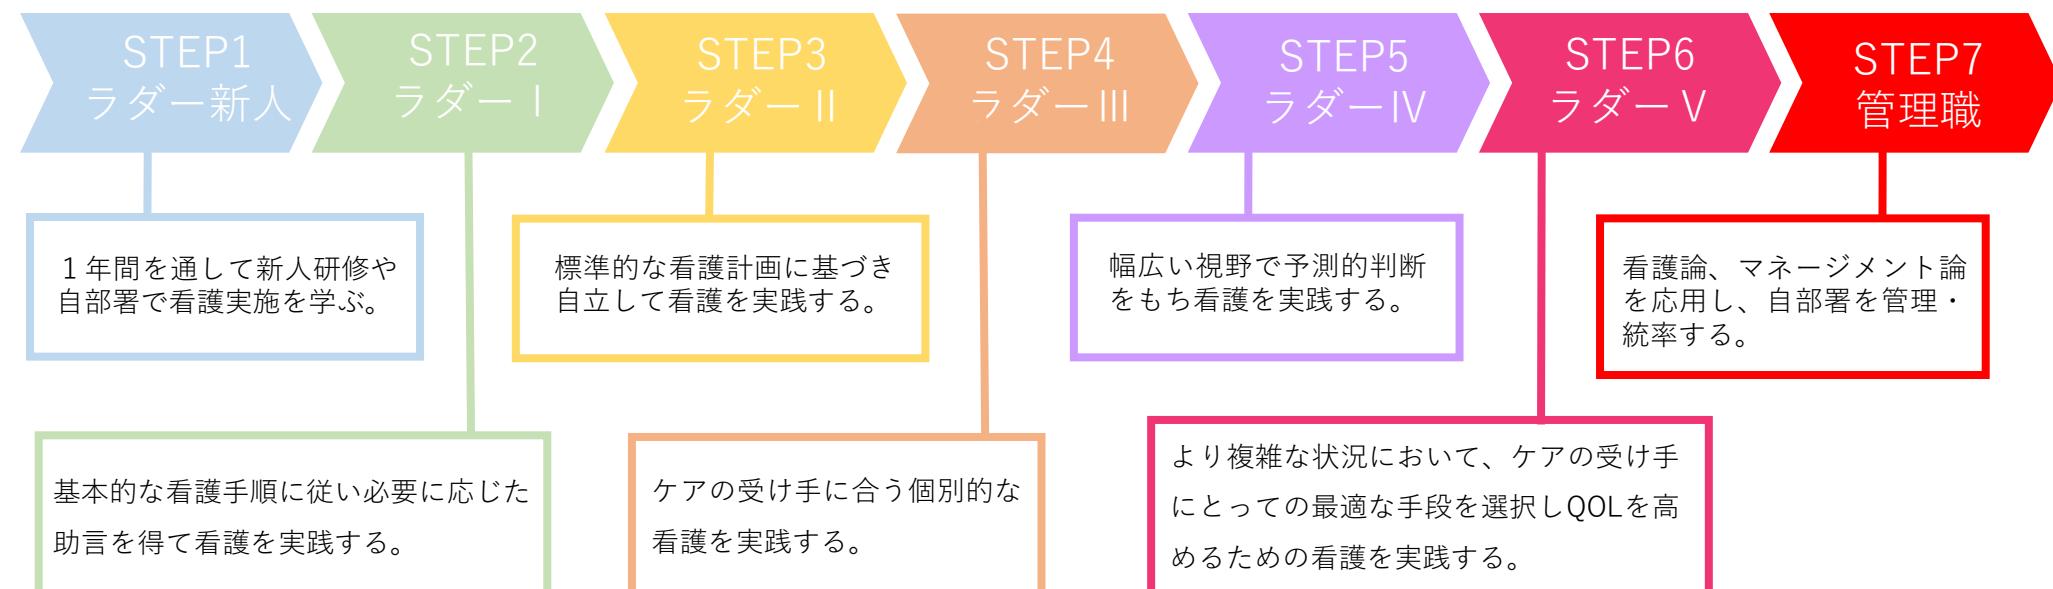 STEP1
ラダー新人
STEP2
ラダーⅠ
STEP3
ラダーⅡ
STEP4
ラダーⅢ
STEP5
ラダーⅣ
STEP6
ラダーⅤ
STEP7
管理職
１年間を通して新人研修や
自部署で看護実施を学ぶ。
標準的な看護計画に基づき
自立して看護を実践する。
幅広い視野で予測的判断
をもち看護を実践する。
看護論、マネージメント論
を応用し、自部署を管理・
統率する。
基本的な看護手順に従い必要に応じた
助言を得て看護を実践する。
ケアの受け手に合う個別的な
看護を実践する。
より複雑な状況において、ケアの受け手
にとっての最適な手段を選択しQOLを高
めるための看護を実践する。